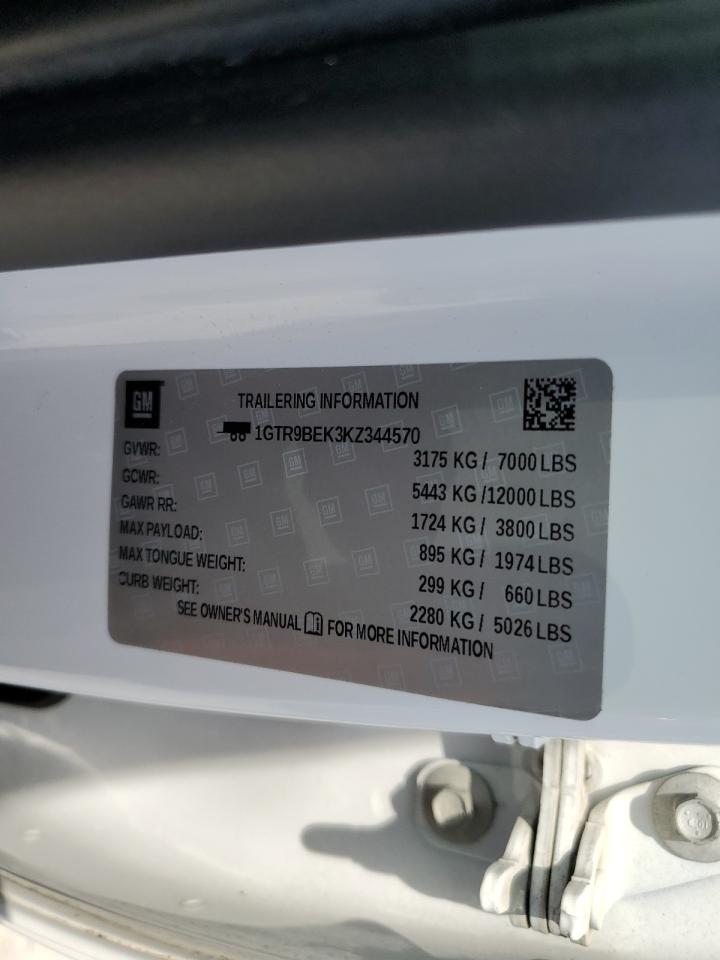 GM
TRAILERING INFORMATION
1GTR9BEK3KZ344570
GVWR: 3175 KG / 7000 LBS
GCWR: 5443 KG /12000 LBS
GAWR RR: 1724 KG / 3800 LBS
MAX PAYLOAD: 895 KG / 1974 LBS
MAX TONGUE WEIGHT: 299 KG / 660 LBS
CURB WEIGHT: 2280 KG / 5026 LBS
SEE OWNER'S MANUAL FOR MORE INFORMATION